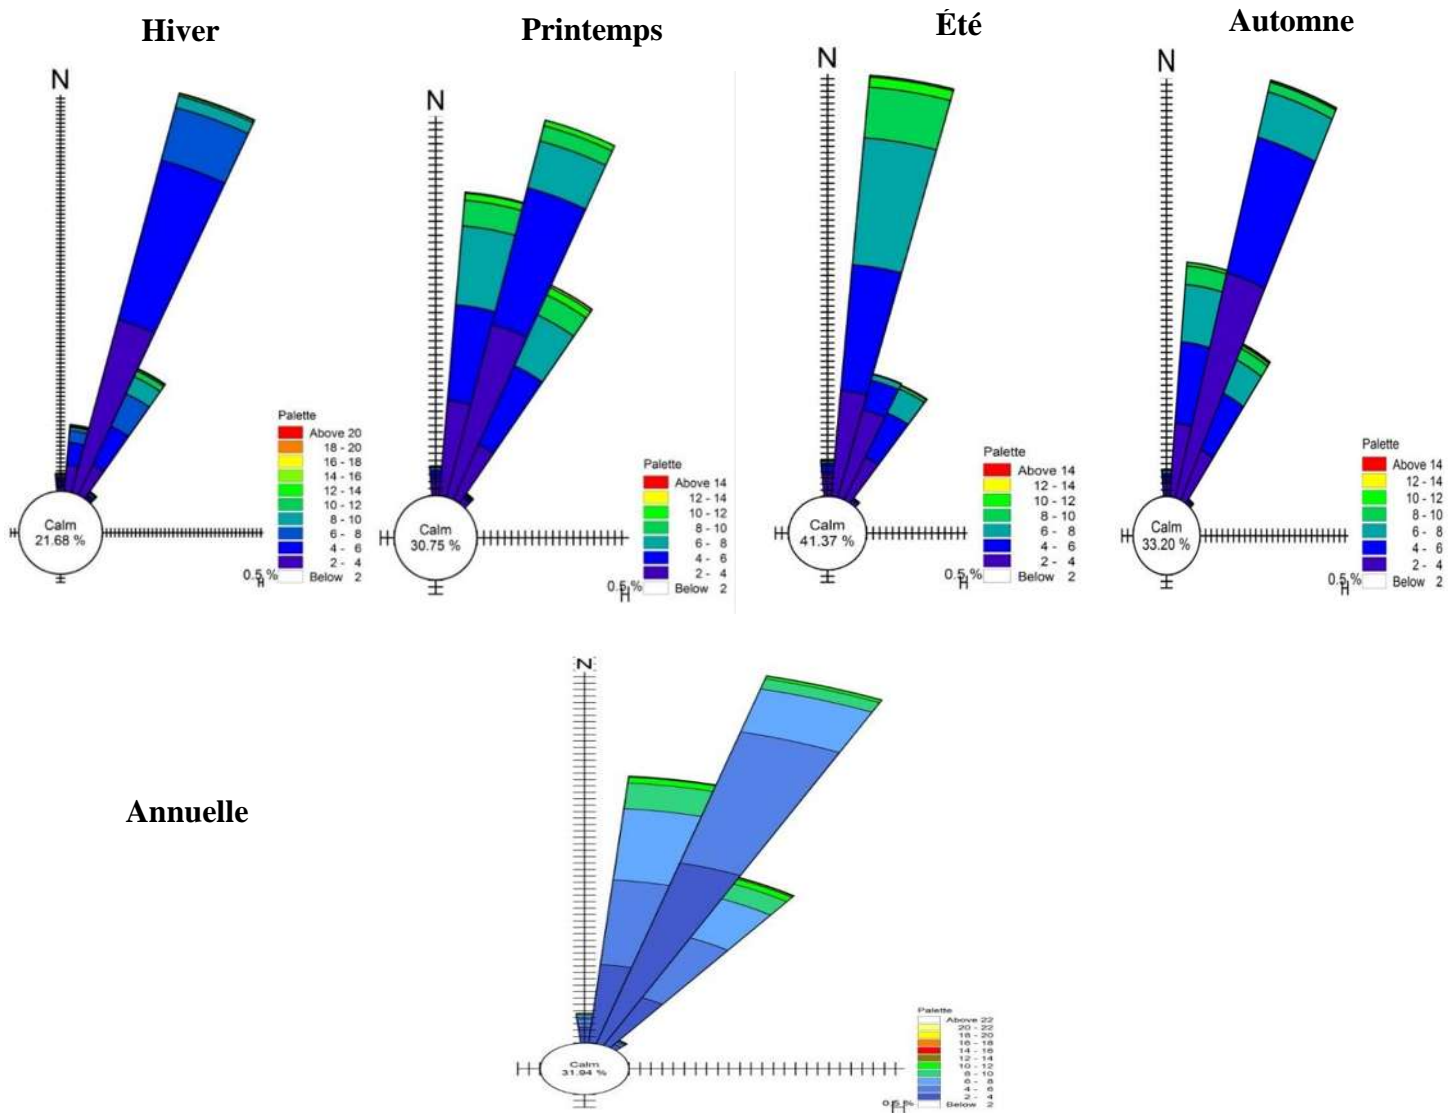 Hiver
Printemps
Été
Automne
N
Calm
21.68 %
Palette
Above 20
18 - 20
16 - 18
14 - 16
12 - 14
10 - 12
8 - 10
6 - 8
4 - 6
2 - 4
Below 2
0.5 %
N
Calm
30.75 %
Palette
Above 14
12 - 14
10 - 12
8 - 10
6 - 8
4 - 6
2 - 4
Below 2
0.5 %
N
Calm
41.37 %
Palette
Above 14
12 - 14
10 - 12
8 - 10
6 - 8
4 - 6
2 - 4
Below 2
0.5 %
N
Calm
33.20 %
Palette
Above 14
12 - 14
10 - 12
8 - 10
6 - 8
4 - 6
2 - 4
Below 2
0.5 %
Annuelle
N
Calm
31.94 %
Palette
Above 22
20 - 22
18 - 20
16 - 18
14 - 16
12 - 14
10 - 12
8 - 10
6 - 8
4 - 6
2 - 4
Below 2
0.5 %